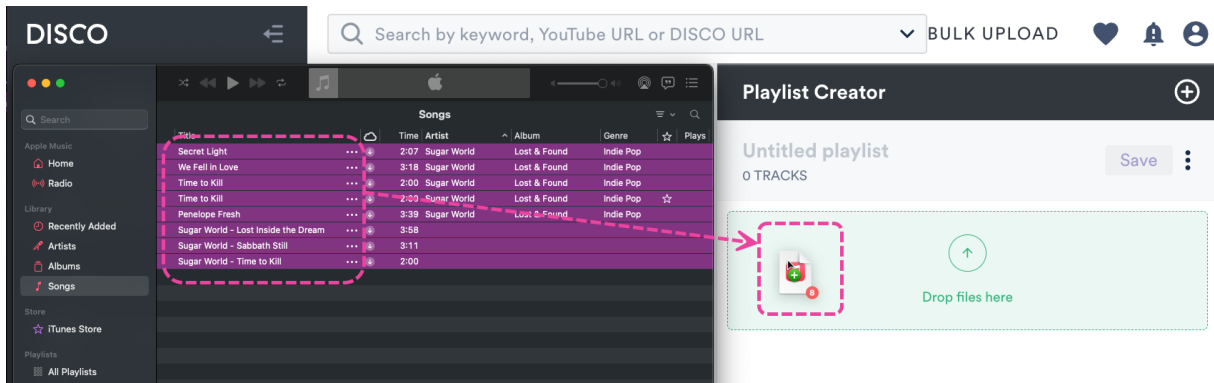 DISCO
Search by keyword, YouTube URL or DISCO URL
BULK UPLOAD
Search
Apple Music
Home
Radio
Library
Recently Added
Artists
Albums
Songs
Store
iTunes Store
Playlists
All Playlists
Songs
Title Time Artist Album Genre Plays
Secret Light ••• 2:07 Sugar World Lost & Found Indie Pop
We Fell in Love ••• 3:18 Sugar World Lost & Found Indie Pop
Time to Kill ••• 2:00 Sugar World Lost & Found Indie Pop
Time to Kill ••• 2:00 Sugar World Lost & Found Indie Pop
Penelope Fresh ••• 3:39 Sugar World Lost & Found Indie Pop
Sugar World - Lost Inside the Dream ••• 3:58
Sugar World - Sabbath Still ••• 3:11
Sugar World - Time to Kill ••• 2:00
Playlist Creator
Untitled playlist
Save
0 TRACKS
8
Drop files here